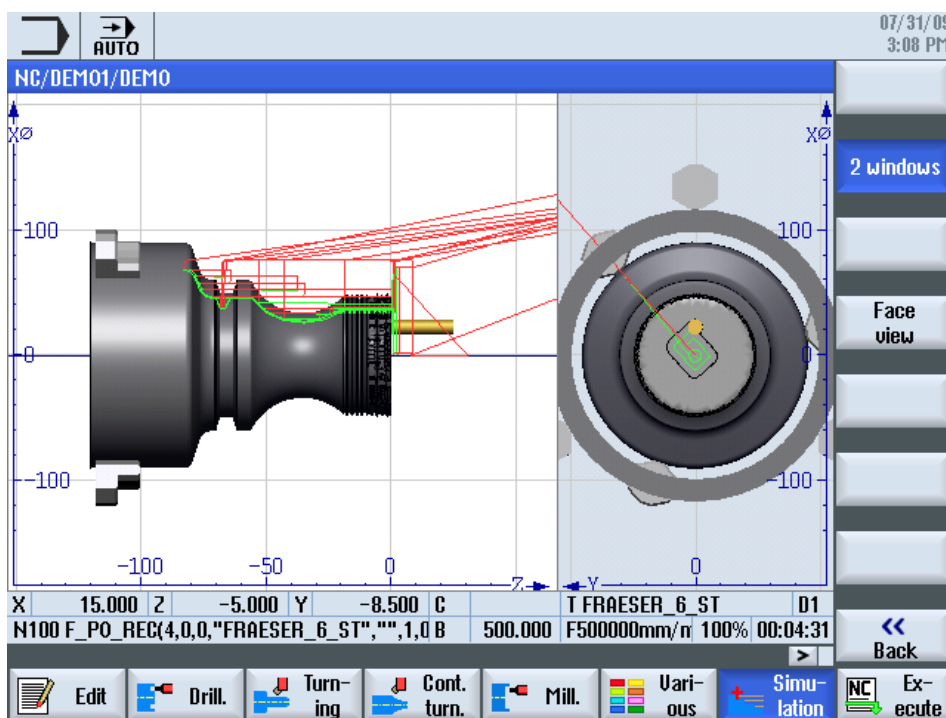 07/31/09
AUTO
3:08 PM
NC/DEMO1/DEMO
XØ
XØ
2 windows
100
100
Face view
0
0
-100
-100
-100 -50 0
0
Z
Y
<<
Back
X 15.000 Z -5.000 Y -8.500 C T FRAESER_6_ST D1
N100 F_PO_REC(4,0,0,"FRAESER_6_ST","",1,0 B 500.000 F500000mm/m 100% 00:04:31
>
Edit
Drill.
Turn-
ing
Cont.
turn.
Mill.
Vari-
ous
Simu-
lation
NC
Ex-
ecute